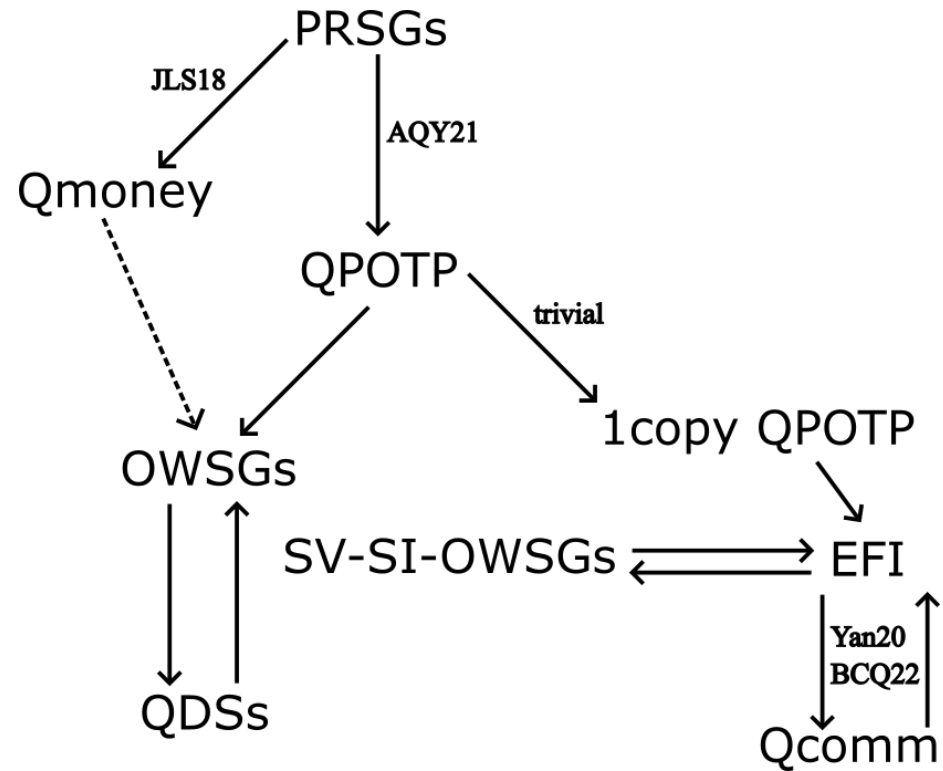 PRSGs
JLS18
AQY21
Qmoney
QPOTP
trivial
1copy QPOTP
OWSGs
SV-SI-OWSGs
EFI
Yan20
BCQ22
QDSs
Qcomm